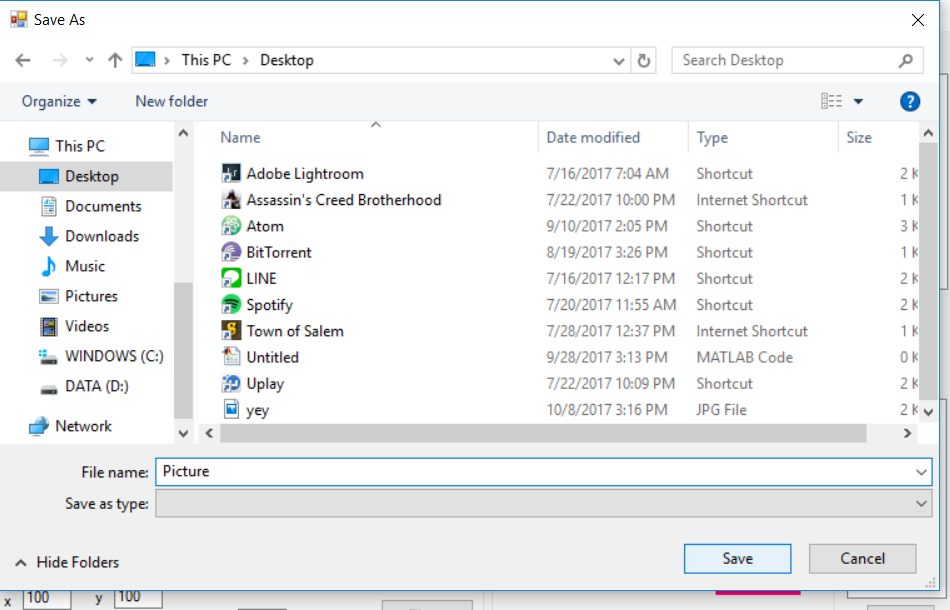 Save As
This PC > Desktop
Search Desktop
Organize
New folder
?
This PC
Desktop
Documents
Downloads
Music
Pictures
Videos
WINDOWS (C:)
DATA (D:)
Network
Name Date modified Type Size
Adobe Lightroom 7/16/2017 7:04 AM Shortcut 2 K
Assassin's Creed Brotherhood 7/22/2017 10:00 PM Internet Shortcut 1 K
Atom 9/10/2017 2:05 PM Shortcut 3 K
BitTorrent 8/19/2017 3:26 PM Shortcut 1 K
LINE 7/16/2017 12:17 PM Shortcut 2 K
Spotify 7/20/2017 11:55 AM Shortcut 2 K
Town of Salem 7/28/2017 12:37 PM Internet Shortcut 1 K
Untitled 9/28/2017 3:13 PM MATLAB Code 0 K
Uplay 7/22/2017 10:09 PM Shortcut 2 K
yey 10/8/2017 3:16 PM JPG File 2 K
File name: Picture
Save as type:
Hide Folders
Save
Cancel
x 100 y 100